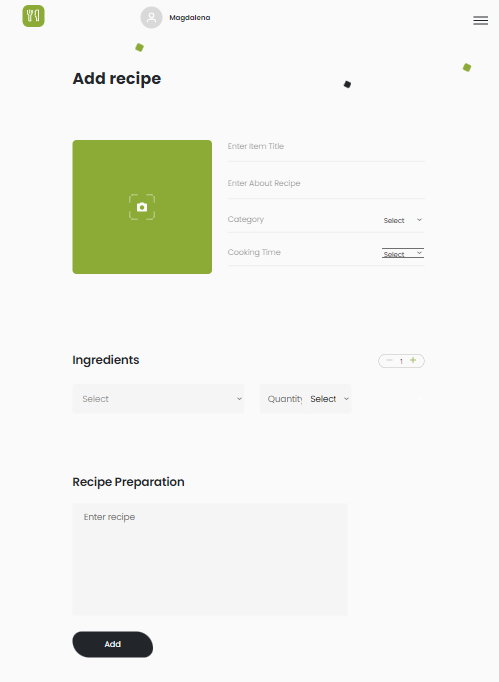 Magdalena
Add recipe
Enter Item Title
Enter About Recipe
Category Select
Cooking Time Select
Ingredients − 1 +
Select Quantity Select
Recipe Preparation
Enter recipe
Add